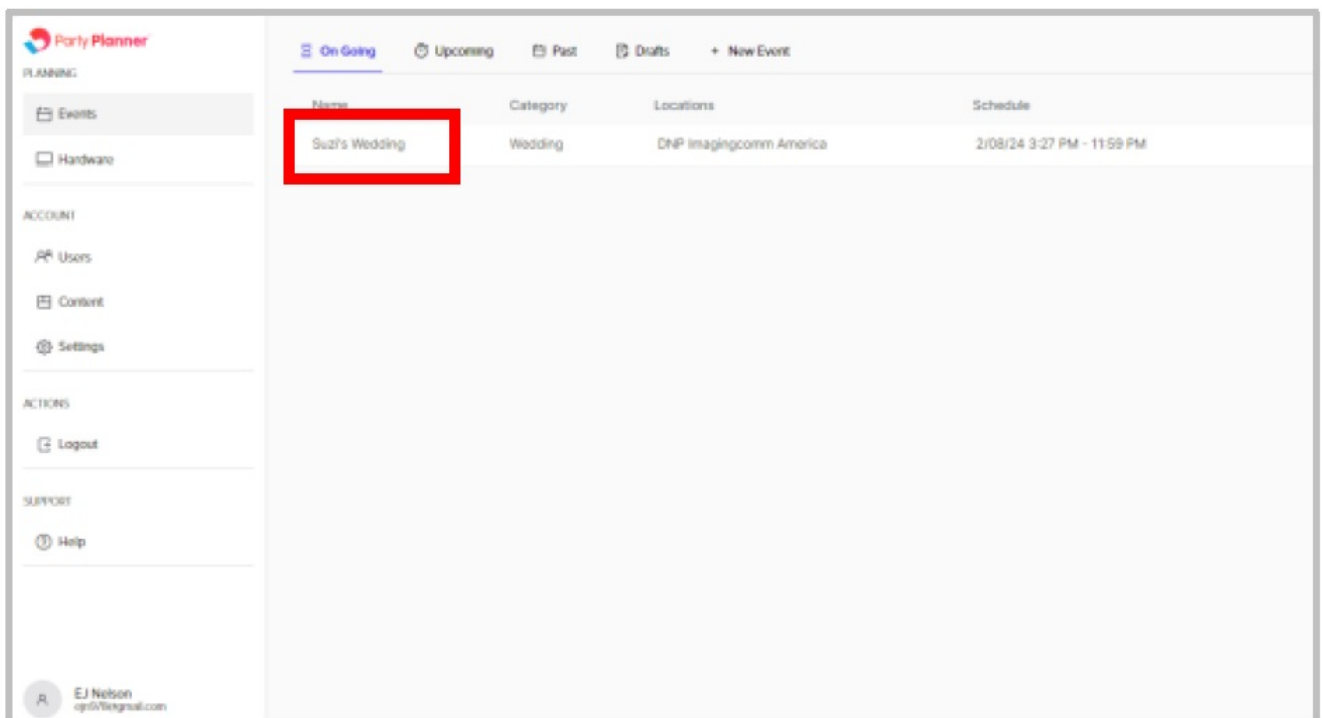 Party Planner
PLANNING
Events
Hardware
ACCOUNT
Users
Content
Settings
ACTIONS
Logout
SUPPORT
Help
EJ Nelson
On Going Upcoming Past Drafts + New Event
Name Category Locations Schedule
Suzi's Wedding Wedding DNP Imagingcomm America 2/08/24 3:27 PM - 11:59 PM